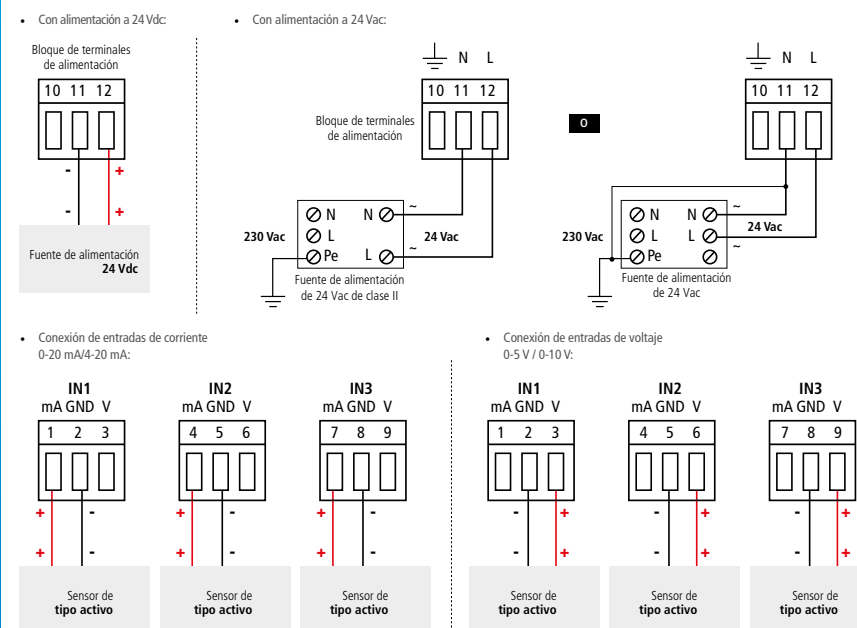 • Con alimentación a 24 Vdc:
Bloque de terminales
de alimentación
10 11 12
- +
- +
Fuente de alimentación
24 Vdc
• Con alimentación a 24 Vac:
N L
10 11 12
Bloque de terminales
de alimentación
230 Vac
N N ~
L 24 Vac
Pe L ~
Fuente de alimentación
de 24 Vac de clase II
O
N L
10 11 12
230 Vac
N N ~
L L ~ 24 Vac
Pe
Fuente de alimentación
de 24 Vac
• Conexión de entradas de corriente
0-20 mA/4-20 mA:
IN1
mA GND V
1 2 3
+ -
+ -
Sensor de
tipo activo
IN2
mA GND V
4 5 6
+ -
+ -
Sensor de
tipo activo
IN3
mA GND V
7 8 9
+ -
+ -
Sensor de
tipo activo
• Conexión de entradas de voltaje
0-5 V / 0-10 V:
IN1
mA GND V
1 2 3
- +
- +
Sensor de
tipo activo
IN2
mA GND V
4 5 6
- +
- +
Sensor de
tipo activo
IN3
mA GND V
7 8 9
- +
- +
Sensor de
tipo activo